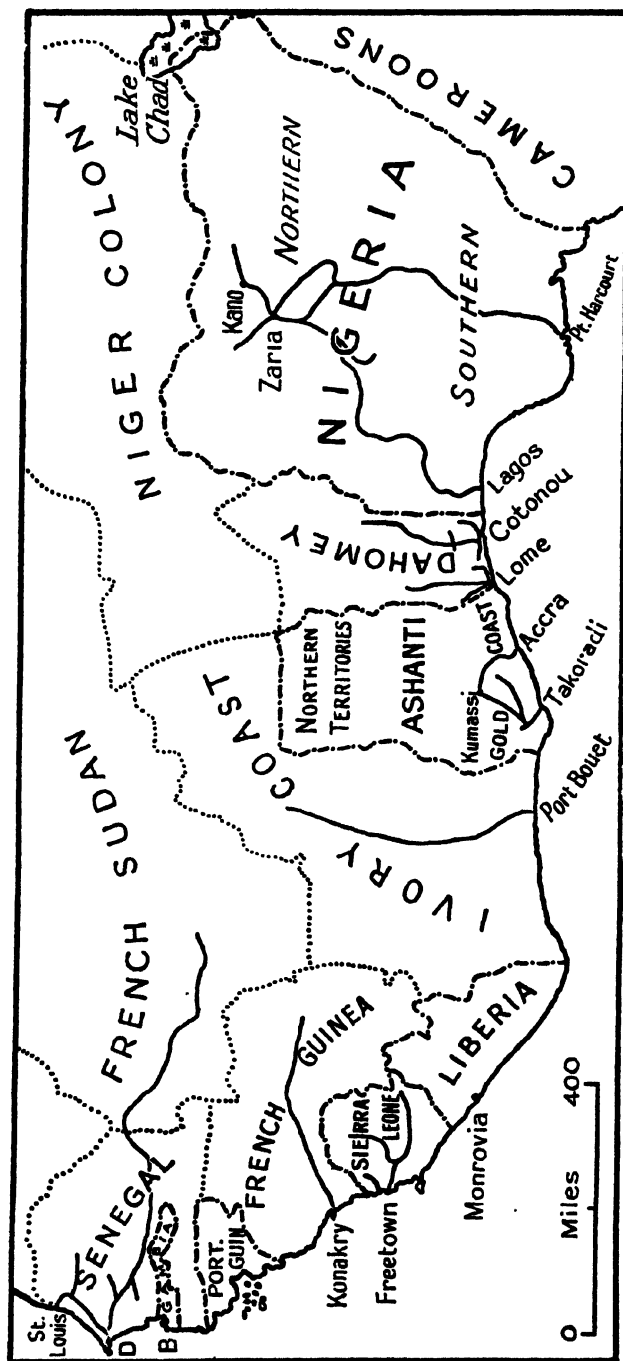 St.
Louis
D
B
SENEGAL
GAMBIA
PORT.
GUIN.
FRENCH SUDAN
FRENCH GUINEA
Konakry
SIERRA
LEONE
Freetown
LIBERIA
Monrovia
IVORY COAST
Port Bouet
NORTHERN
TERRITORIES
ASHANTI
Kumassi
GOLD COAST
Takoradi
Accra
DAHOMEY
Lome
Cotonou
Lagos
NIGER COLONY
Lake
Chad
Kano
Zaria
NORTHERN
NIGERIA
SOUTHERN
Pt. Harcourt
CAMEROONS
0 Miles 400